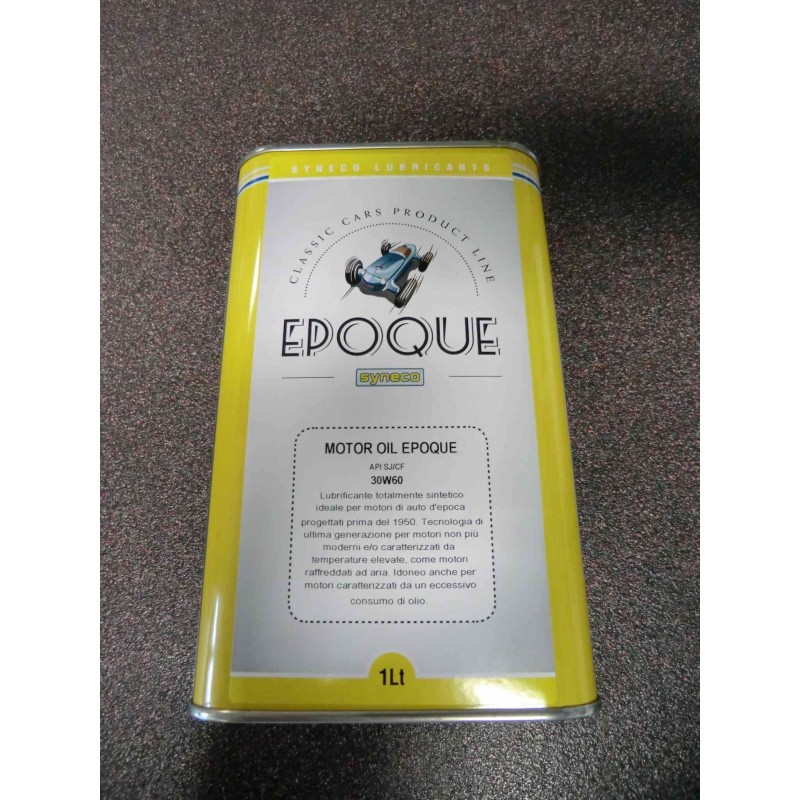 SYNECO LUBRICANTS
CLASSIC CARS PRODUCT LINE
EPOQUE
syneco
MOTOR OIL EPOQUE
API SJ/CF
30W60
Lubrificante totalmente sintetico
ideale per motori di auto d'epoca
progettati prima del 1950. Tecnologia di
ultima generazione per motori non più
moderni e/o caratterizzati da
temperature elevate, come motori
raffreddati ad aria. Idoneo anche per
motori caratterizzati da un eccessivo
consumo di olio.
1Lt